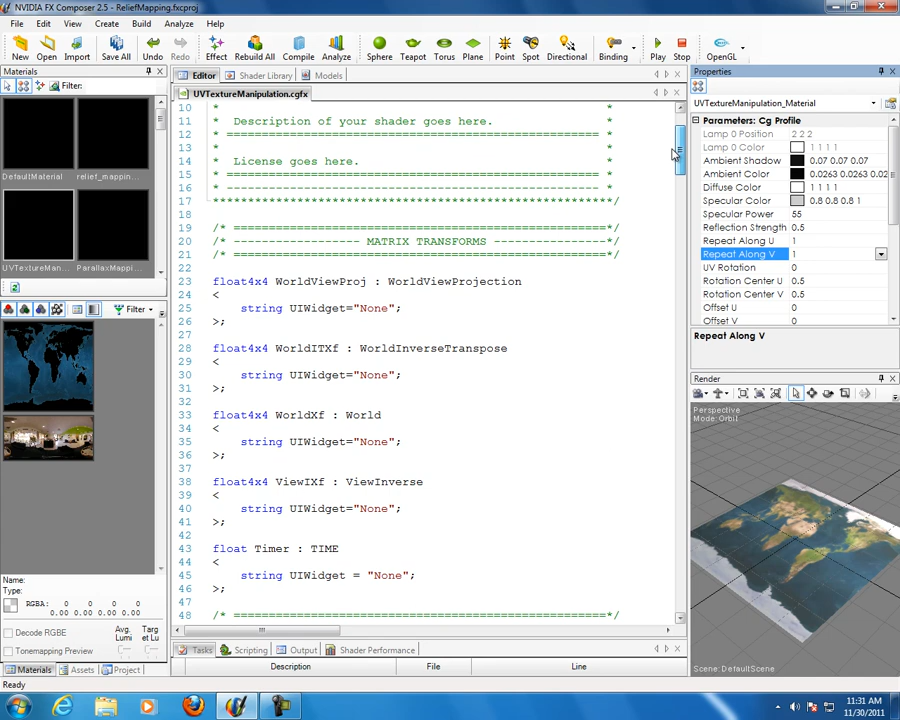 NVIDIA FX Composer 2.5 - ReliefMapping.fxcproj
File Edit View Create Build Analyze Help
New Open Import Save All Undo Redo Effect Rebuild All Compile Analyze Sphere Teapot Torus Plane Point Spot Directional Binding Play Stop OpenGL
Materials
Filter:
DefaultMaterial relief_mappin...
UVTextureMan... ParallaxMappi...
Filter
Name:
Type:
RGBA: 0 0 0 0
0.00 0.00 0.00 0.00
Decode RGBE
Tonemapping Preview
Avg. Lumi
Targ et Lu
Materials Assets Project
Ready
Editor Shader Library Models
UVTextureManipulation.cgfx
10 * *
11 * Description of your shader goes here. *
12 * ===================================================== *
13 * *
14 * License goes here. *
15 * ===================================================== *
16 * ----------------------------------------------------- *
17 *********************************************************/
18
19 /* =====================================================*/
20 /* ------------------ MATRIX TRANSFORMS ----------------*/
21 /* =====================================================*/
22
23 float4x4 WorldViewProj : WorldViewProjection
24 <
25 string UIWidget="None";
26 >;
27
28 float4x4 WorldITXf : WorldInverseTranspose
29 <
30 string UIWidget="None";
31 >;
32
33 float4x4 WorldXf : World
34 <
35 string UIWidget="None";
36 >;
37
38 float4x4 ViewIXf : ViewInverse
39 <
40 string UIWidget="None";
41 >;
42
43 float Timer : TIME
44 <
45 string UIWidget = "None";
46 >;
47
48 /* =====================================================*/
Tasks Scripting Output Shader Performance
Description File Line
Properties
UVTextureManipulation_Material
Parameters: Cg Profile
Lamp 0 Position 2 2 2
Lamp 0 Color 1 1 1 1
Ambient Shadow 0.07 0.07 0.07
Ambient Color 0.0263 0.0263 0.02
Diffuse Color 1 1 1 1
Specular Color 0.8 0.8 0.8 1
Specular Power 55
Reflection Strength 0.5
Repeat Along U 1
Repeat Along V 1
UV Rotation 0
Rotation Center U 0.5
Rotation Center V 0.5
Offset U 0
Offset V 0
Repeat Along V
Render
Perspective
Mode: Orbit
Scene: DefaultScene
11:31 AM
11/30/2011